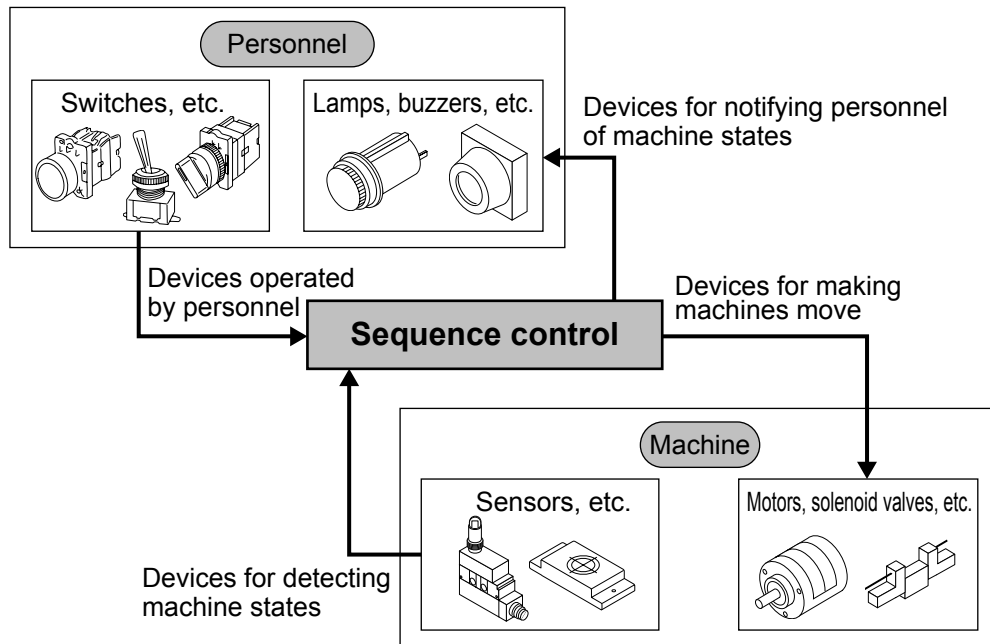 Personnel
Switches, etc.
Lamps, buzzers, etc.
Devices for notifying personnel
of machine states
Devices operated
by personnel
Devices for making
machines move
Sequence control
Machine
Sensors, etc.
Motors, solenoid valves, etc.
Devices for detecting
machine states